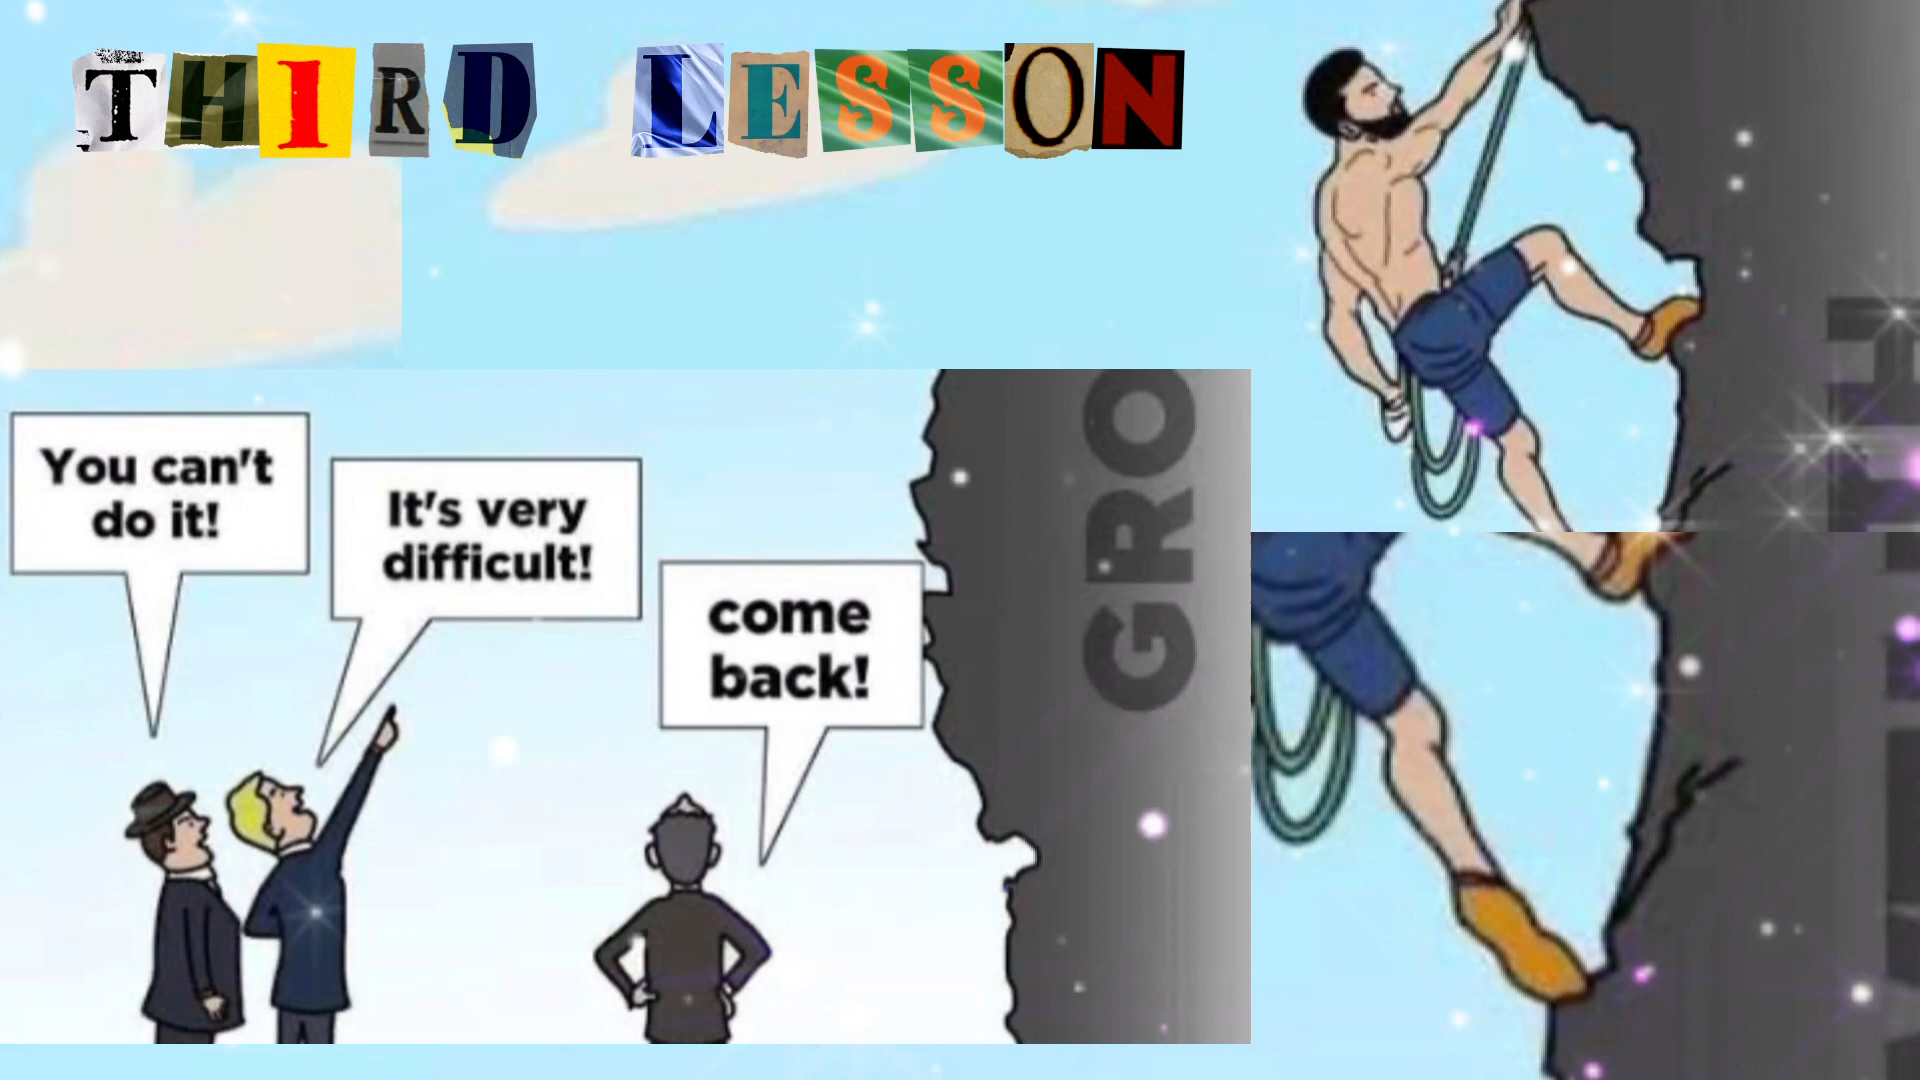 THIRD LESSON
You can't
do it!
It's very
difficult!
come
back!
GRO